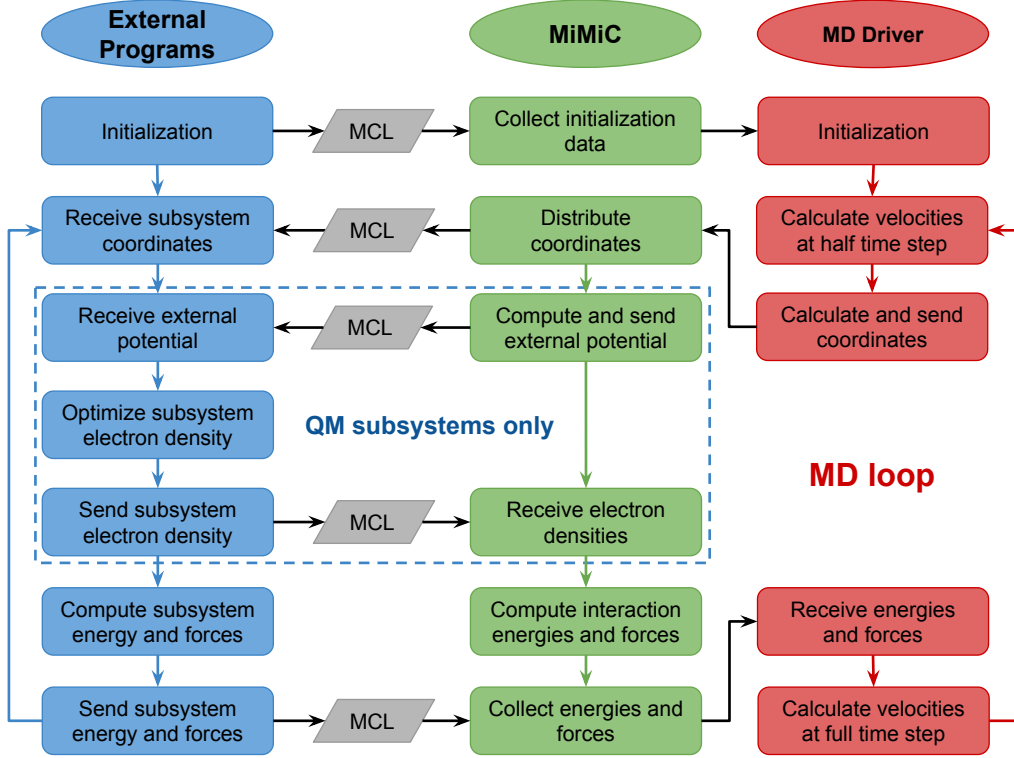 External
Programs
MiMiC
MD Driver
Initialization
MCL
Collect initialization
data
Initialization
Receive subsystem
coordinates
MCL
Distribute
coordinates
Calculate velocities
at half time step
Receive external
potential
MCL
Compute and send
external potential
Calculate and send
coordinates
Optimize subsystem
electron density
QM subsystems only
MD loop
Send subsystem
electron density
MCL
Receive electron
densities
Compute subsystem
energy and forces
Compute interaction
energies and forces
Receive energies
and forces
Send subsystem
energy and forces
MCL
Collect energies and
forces
Calculate velocities
at full time step